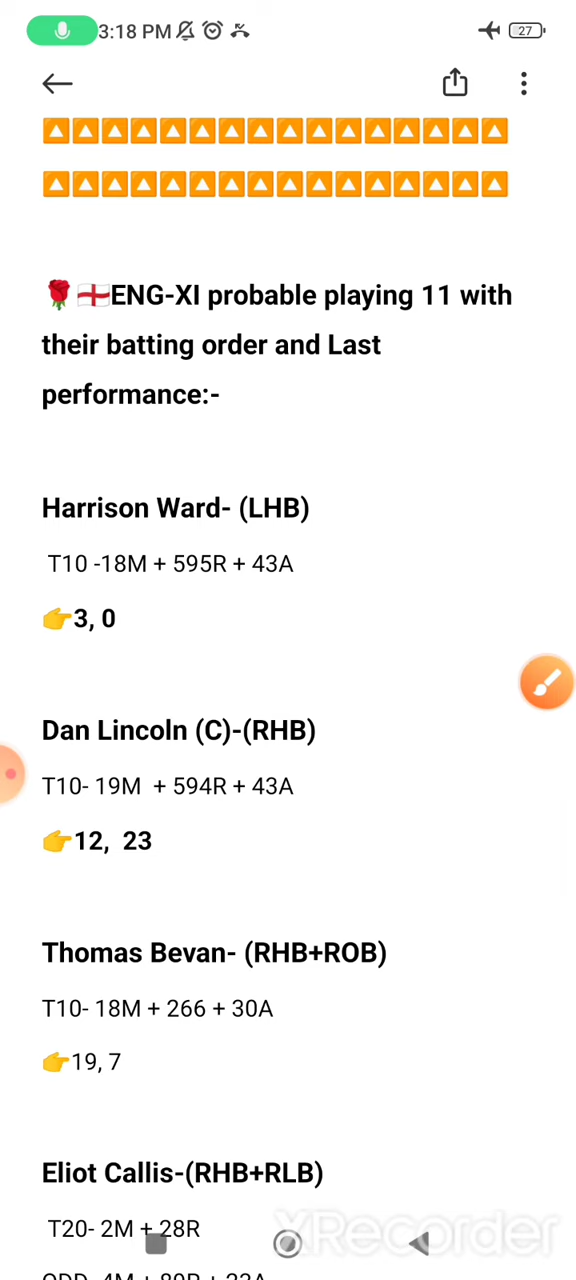 3:18 PM
27
🔼🔼🔼🔼🔼🔼🔼🔼🔼🔼🔼🔼🔼🔼🔼🔼
🔼🔼🔼🔼🔼🔼🔼🔼🔼🔼🔼🔼🔼🔼🔼🔼
🌹🏴󠁧󠁢󠁥󠁮󠁧󠁿ENG-XI probable playing 11 with
their batting order and Last
performance:-
Harrison Ward- (LHB)
T10 -18M + 595R + 43A
👉3, 0
Dan Lincoln (C)-(RHB)
T10- 19M + 594R + 43A
👉12, 23
Thomas Bevan- (RHB+ROB)
T10- 18M + 266 + 30A
👉19, 7
Eliot Callis-(RHB+RLB)
T20- 2M + 28R
XRecorder